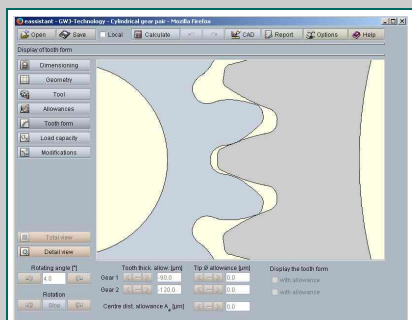 eassistant - GWJ-Technology - Cylindrical gear pair - Mozilla Firefox
Open Save Local Calculate CAD Report Options Help
Display of tooth form
Dimensioning
Geometry
Tool
Allowances
Tooth form
Load capacity
Modifications
Total view
Detail view
Rotating angle [°] Tooth thick. allow. [µm] Tip Ø allowance [µm] Display the tooth form
4.0 Gear 1 -90.0 0.0 with allowance
Rotation Gear 2 -120.0 0.0 with allowance
Stop Centre dist. allowance Aa [µm] 0.0